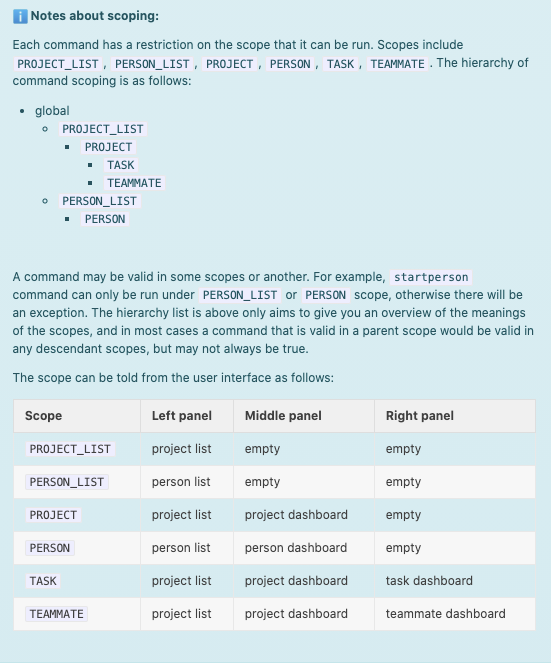 ℹ️ Notes about scoping:
Each command has a restriction on the scope that it can be run. Scopes include
PROJECT_LIST , PERSON_LIST , PROJECT , PERSON , TASK , TEAMMATE . The hierarchy of
command scoping is as follows:
• global
◦ PROJECT_LIST
▪ PROJECT
▪ TASK
▪ TEAMMATE
◦ PERSON_LIST
▪ PERSON
A command may be valid in some scopes or another. For example, startperson
command can only be run under PERSON_LIST or PERSON scope, otherwise there will be
an exception. The hierarchy list is above only aims to give you an overview of the meanings
of the scopes, and in most cases a command that is valid in a parent scope would be valid in
any descendant scopes, but may not always be true.
The scope can be told from the user interface as follows:
Scope Left panel Middle panel Right panel
PROJECT_LIST project list empty empty
PERSON_LIST person list empty empty
PROJECT project list project dashboard empty
PERSON person list person dashboard empty
TASK project list project dashboard task dashboard
TEAMMATE project list project dashboard teammate dashboard